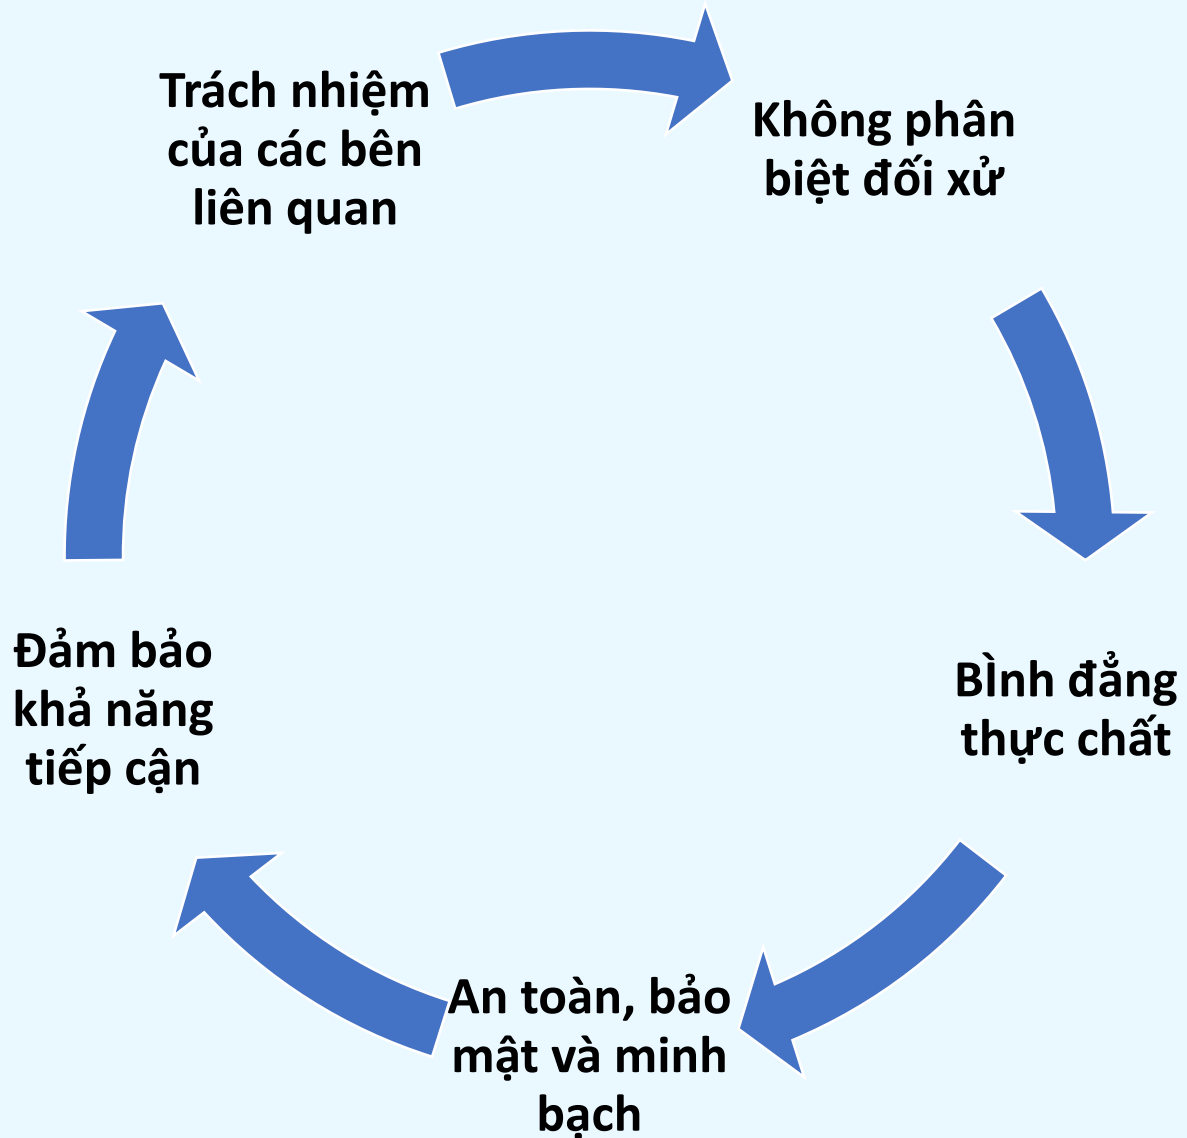 Trách nhiệm
của các bên
liên quan
Không phân
biệt đối xử
BÌnh đẳng
thực chất
An toàn, bảo
mật và minh
bạch
Đảm bảo
khả năng
tiếp cận